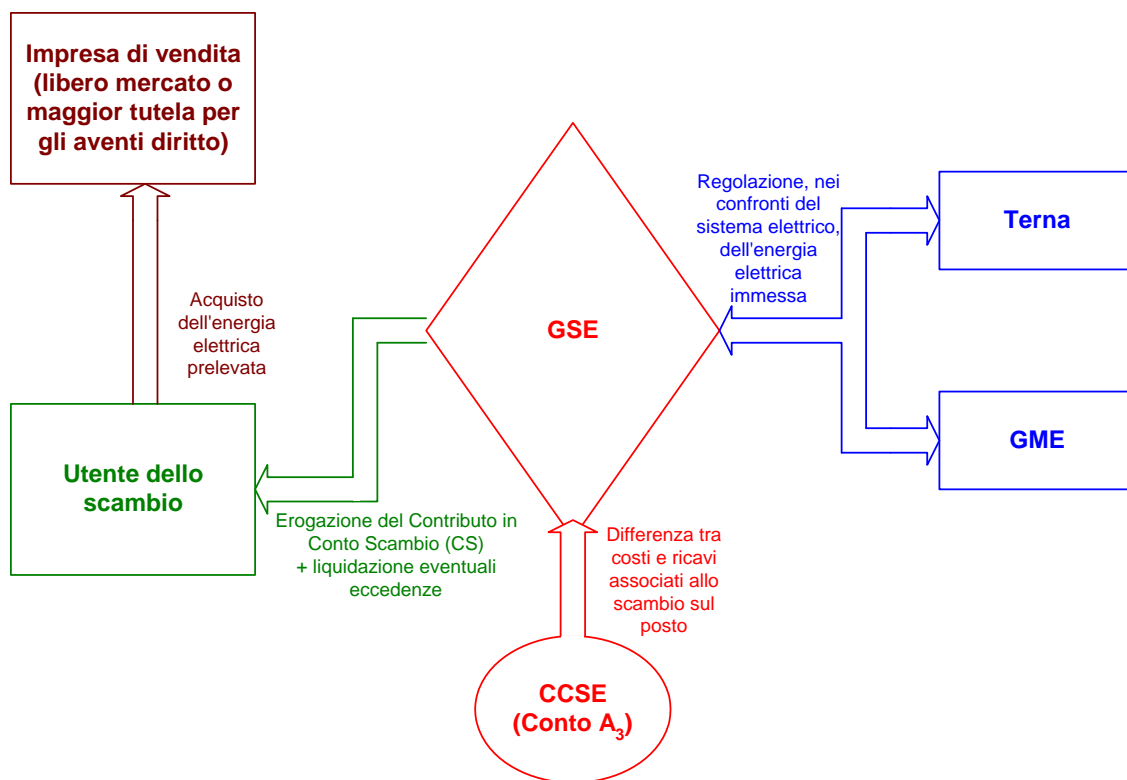 Impresa di vendita
(libero mercato o
maggior tutela per
gli aventi diritto)
Acquisto
dell'energia
elettrica
prelevata
Utente dello
scambio
Erogazione del Contributo in
Conto Scambio (CS)
+ liquidazione eventuali
eccedenze
GSE
Regolazione, nei
confronti del
sistema elettrico,
dell'energia
elettrica
immessa
Terna
GME
Differenza tra
costi e ricavi
associati allo
scambio sul
posto
CCSE
(Conto A3)